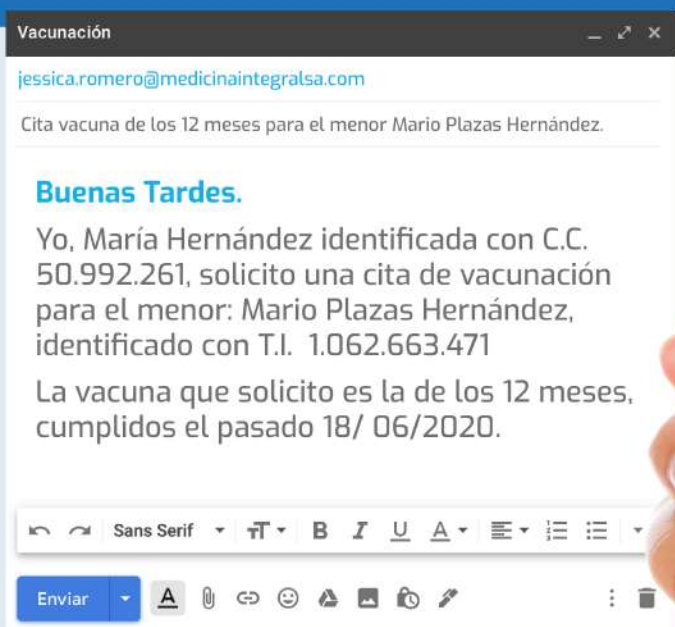 Vacunación
jessica.romero@medicinaintegralsa.com
Cita vacuna de los 12 meses para el menor Mario Plazas Hernández.
Buenas Tardes.
Yo, María Hernández identificada con C.C.
50.992.261, solicito una cita de vacunación
para el menor: Mario Plazas Hernández,
identificado con T.I.  1.062.663.471
La vacuna que solicito es la de los 12 meses,
cumplidos el pasado 18/ 06/2020.
Sans Serif
Enviar